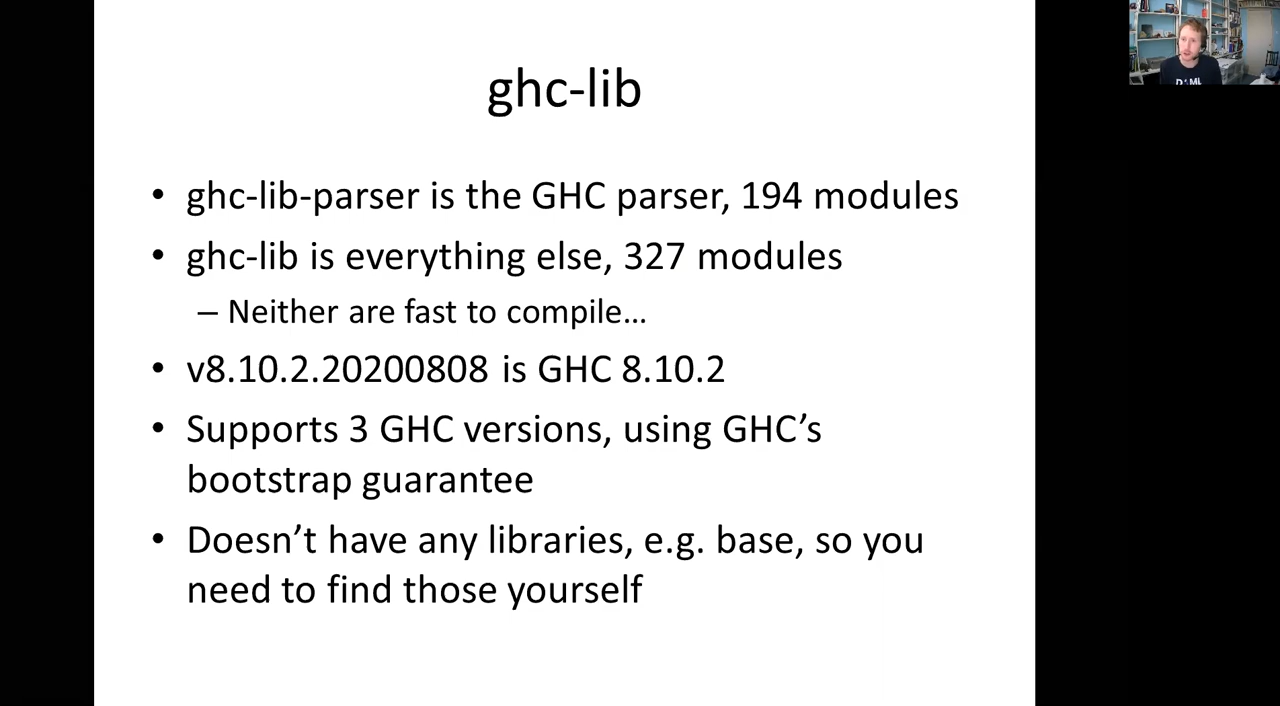 ghc-lib
• ghc-lib-parser is the GHC parser, 194 modules
• ghc-lib is everything else, 327 modules
– Neither are fast to compile…
• v8.10.2.20200808 is GHC 8.10.2
• Supports 3 GHC versions, using GHC’s
bootstrap guarantee
• Doesn’t have any libraries, e.g. base, so you
need to find those yourself